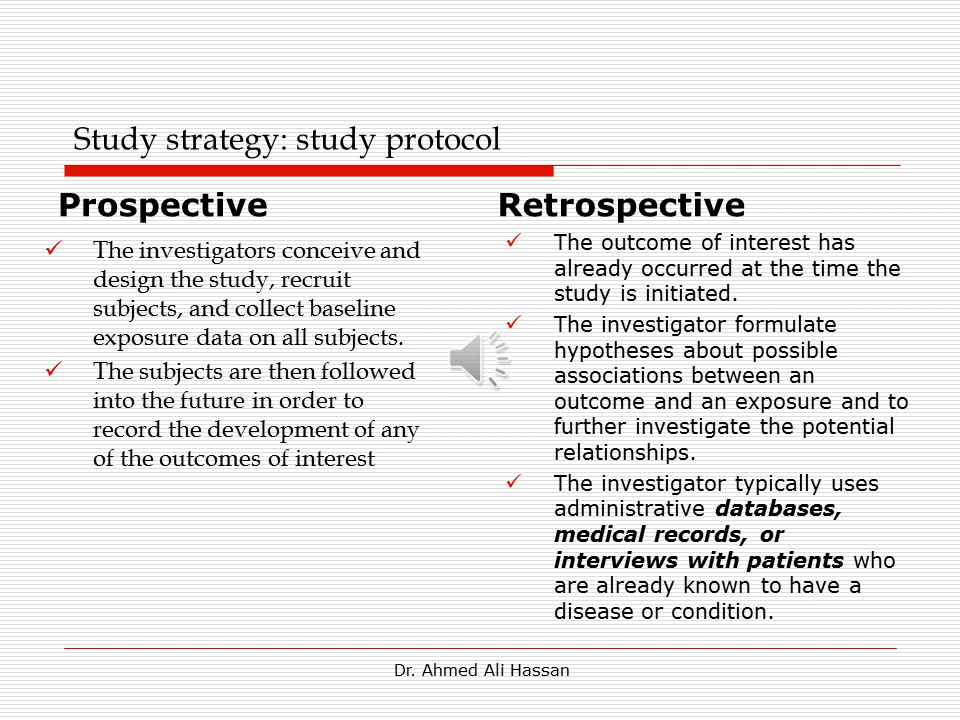 Study strategy: study protocol
Prospective
The investigators conceive and
design the study, recruit
subjects, and collect baseline
exposure data on all subjects.
The subjects are then followed
into the future in order to
record the development of any
of the outcomes of interest
Retrospective
The outcome of interest has
already occurred at the time the
study is initiated.
The investigator formulate
hypotheses about possible
associations between an
outcome and an exposure and to
further investigate the potential
relationships.
The investigator typically uses
administrative databases,
medical records, or
interviews with patients who
are already known to have a
disease or condition.
Dr. Ahmed Ali Hassan